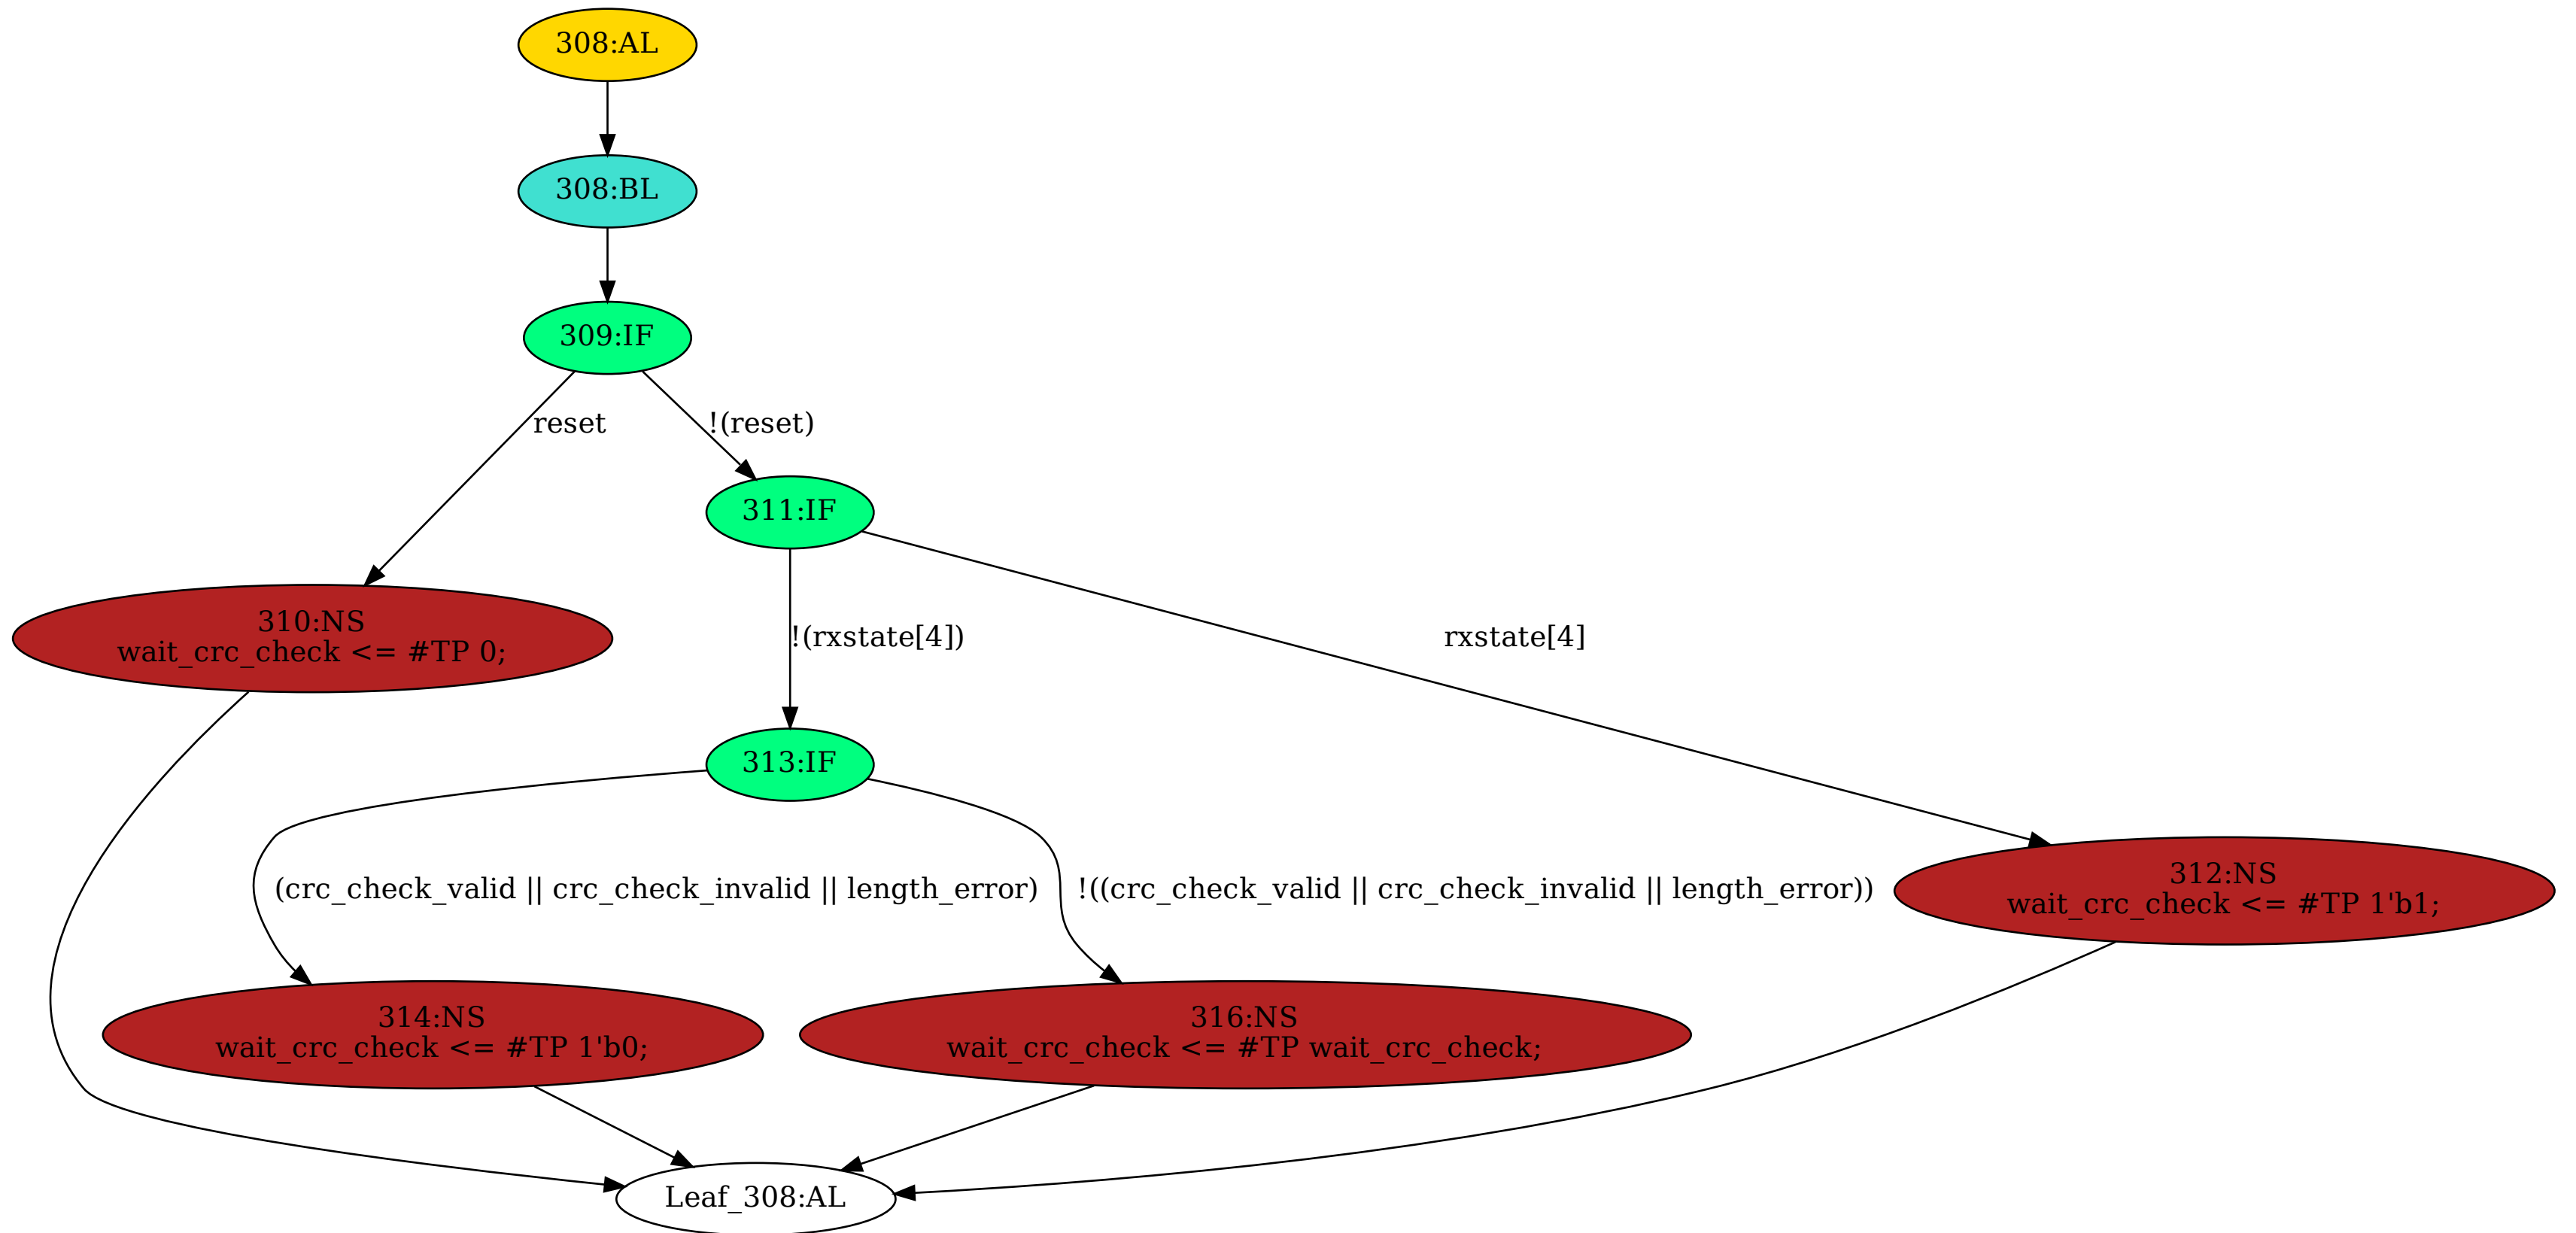 308:AL
308:BL
309:IF
reset
!(reset)
311:IF
310:NS
wait_crc_check <= #TP 0;
!(rxstate[4])
rxstate[4]
313:IF
(crc_check_valid || crc_check_invalid || length_error)
!((crc_check_valid || crc_check_invalid || length_error))
312:NS
wait_crc_check <= #TP 1'b1;
314:NS
wait_crc_check <= #TP 1'b0;
316:NS
wait_crc_check <= #TP wait_crc_check;
Leaf_308:AL